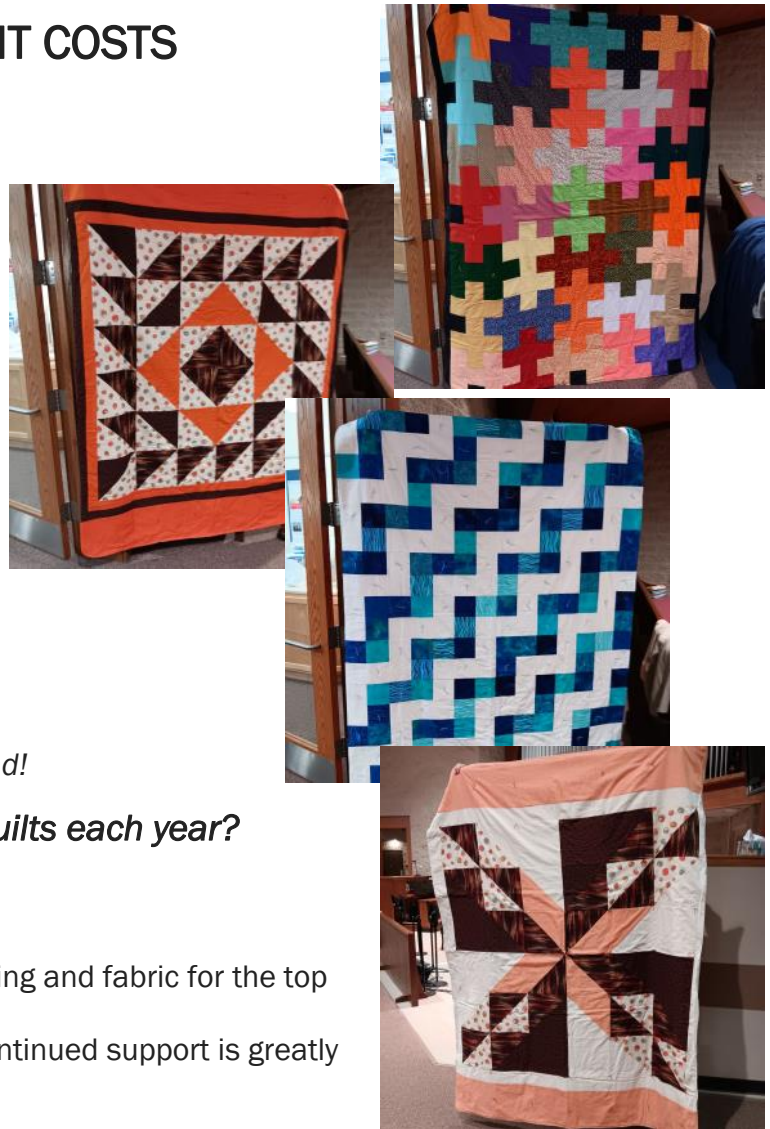 IT COSTS
d!
uilts each year?
ing and fabric for the top
ntinued support is greatly